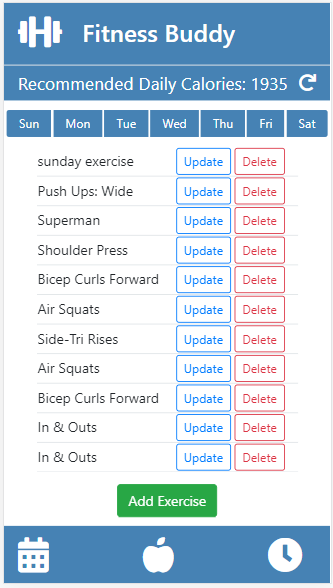 Fitness Buddy
Recommended Daily Calories: 1935
Sun Mon Tue Wed Thu Fri Sat
sunday exercise Update Delete
Push Ups: Wide Update Delete
Superman Update Delete
Shoulder Press Update Delete
Bicep Curls Forward Update Delete
Air Squats Update Delete
Side-Tri Rises Update Delete
Air Squats Update Delete
Bicep Curls Forward Update Delete
In & Outs Update Delete
In & Outs Update Delete
Add Exercise